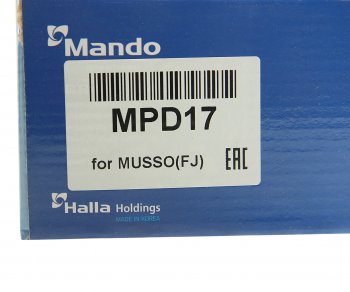 Mando
MPD17
for MUSSO(FJ) EAC
Halla Holdings
MADE IN KOREA